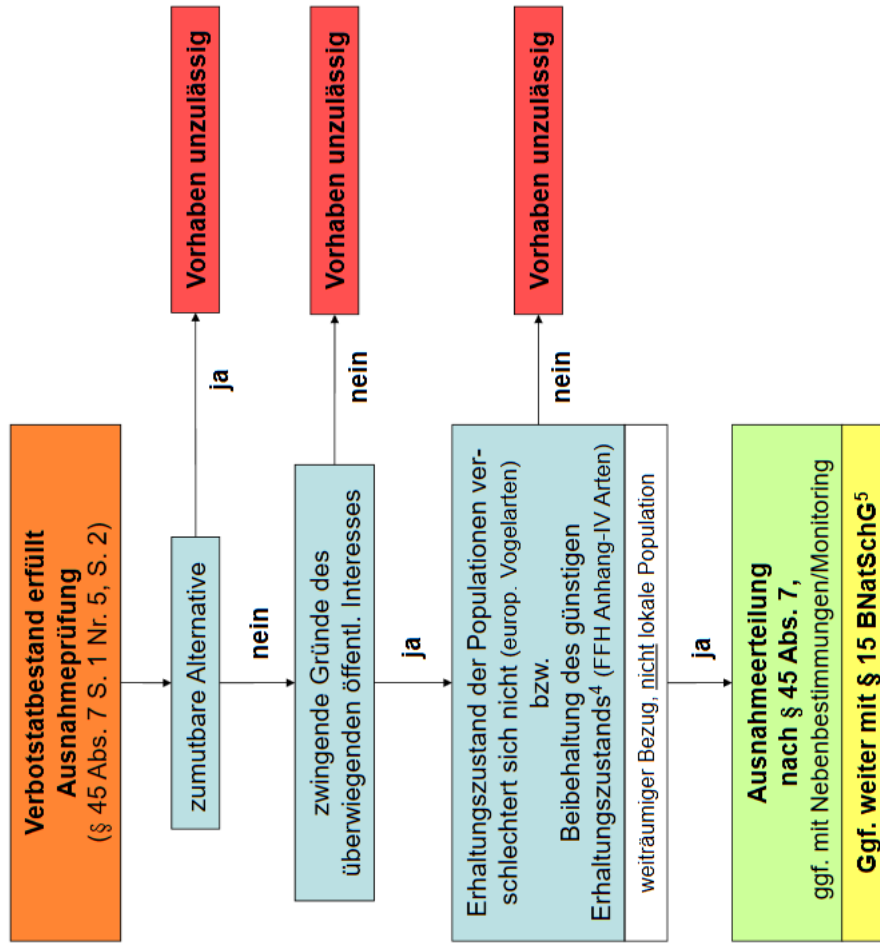 Verbotstatbestand erfüllt
Ausnahmeprüfung
(§ 45 Abs. 7 S. 1 Nr. 5, S. 2)
zumutbare Alternative
ja
Vorhaben unzulässig
nein
zwingende Gründe des
überwiegenden öffentl. Interesses
nein
Vorhaben unzulässig
ja
Erhaltungszustand der Populationen ver-
schlechtert sich nicht (europ. Vogelarten)
bzw.
Beibehaltung des günstigen
Erhaltungszustands⁴ (FFH Anhang-IV Arten)
weiträumiger Bezug, nicht lokale Population
nein
Vorhaben unzulässig
ja
Ausnahmeerteilung
nach § 45 Abs. 7,
ggf. mit Nebenbestimmungen/Monitoring
Ggf. weiter mit § 15 BNatSchG⁵